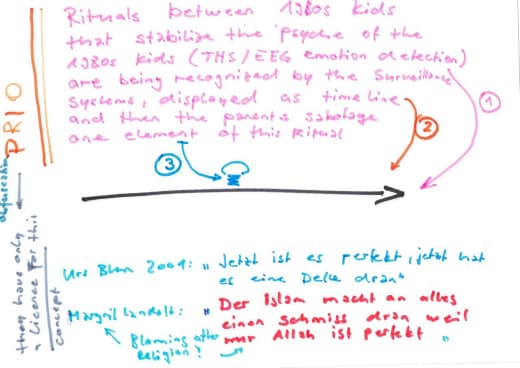 Rituals between 1980s kids
that stabilize the psyche of the
1980s kids (THS/EEG emotion detection)
are being recognized by the Surveillance
Systems, displayed as time line
and then the parents sabotage
one element of this Ritual
1
2
3
PRIO
they have only
a licence for this
concept
Urs Blum 2001: "Jetzt ist es perfekt, jetzt hat
es eine Delle dran"
Margrit Landolt: "Der Islam macht an alles
einen Schmiss dran weil
nur Allah ist perfekt"
Blaming other
Religion?